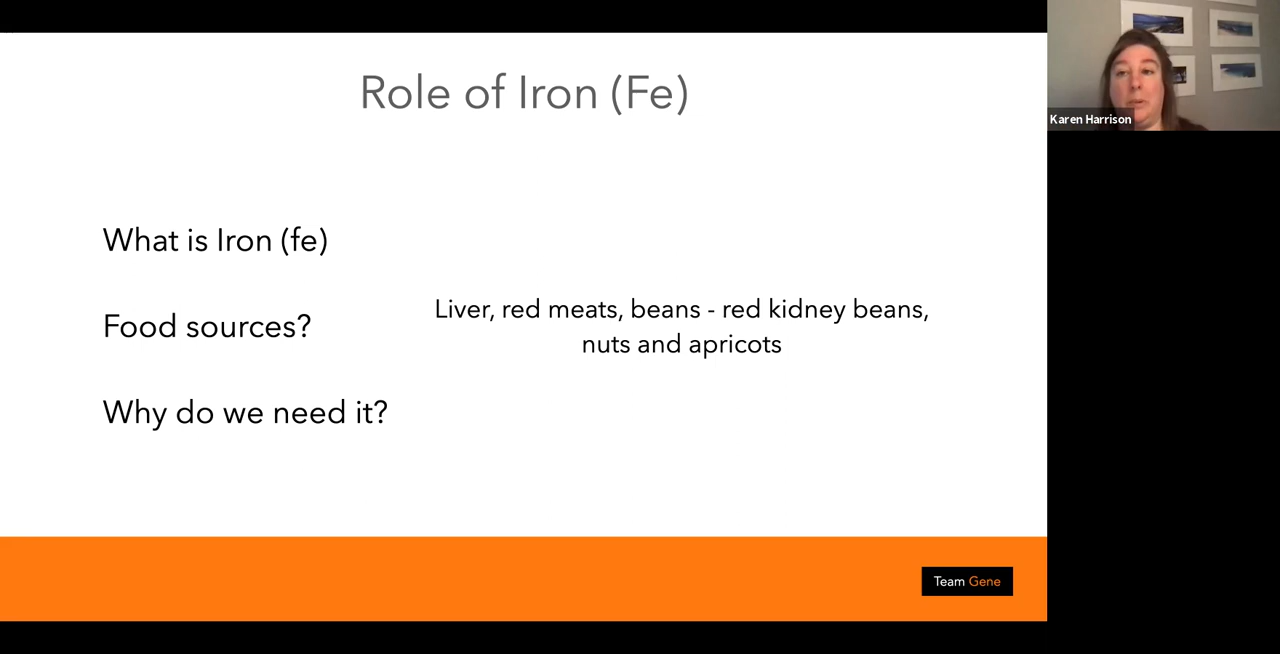 Role of Iron (Fe)
Karen Harrison
What is Iron (fe)
Food sources?
Liver, red meats, beans - red kidney beans,
nuts and apricots
Why do we need it?
Team Gene